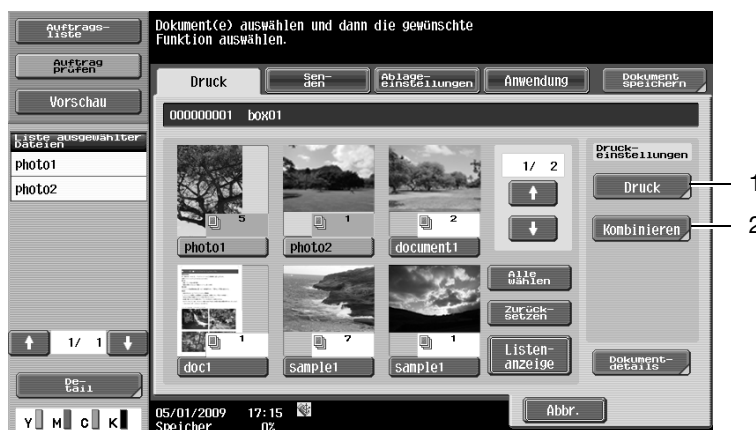 Auftrags-
liste
Auftrag
prüfen
Vorschau
Liste ausgewählter
Dateien
photo1
photo2
1/ 1
De-
tail
Y M C K
Dokument(e) auswählen und dann die gewünschte
Funktion auswählen.
Druck
Sen-
den
Ablage-
einstellungen
Anwendung
Dokument
speichern
000000001 box01
5
photo1
1
photo2
2
document1
1
doc1
7
sample1
1
sample1
1/ 2
Alle
wählen
Zurück-
setzen
Listen-
anzeige
Druck-
einstellungen
Druck
Kombinieren
Dokument-
details
1
2
05/01/2009 17:15
Speicher 0%
Abbr.